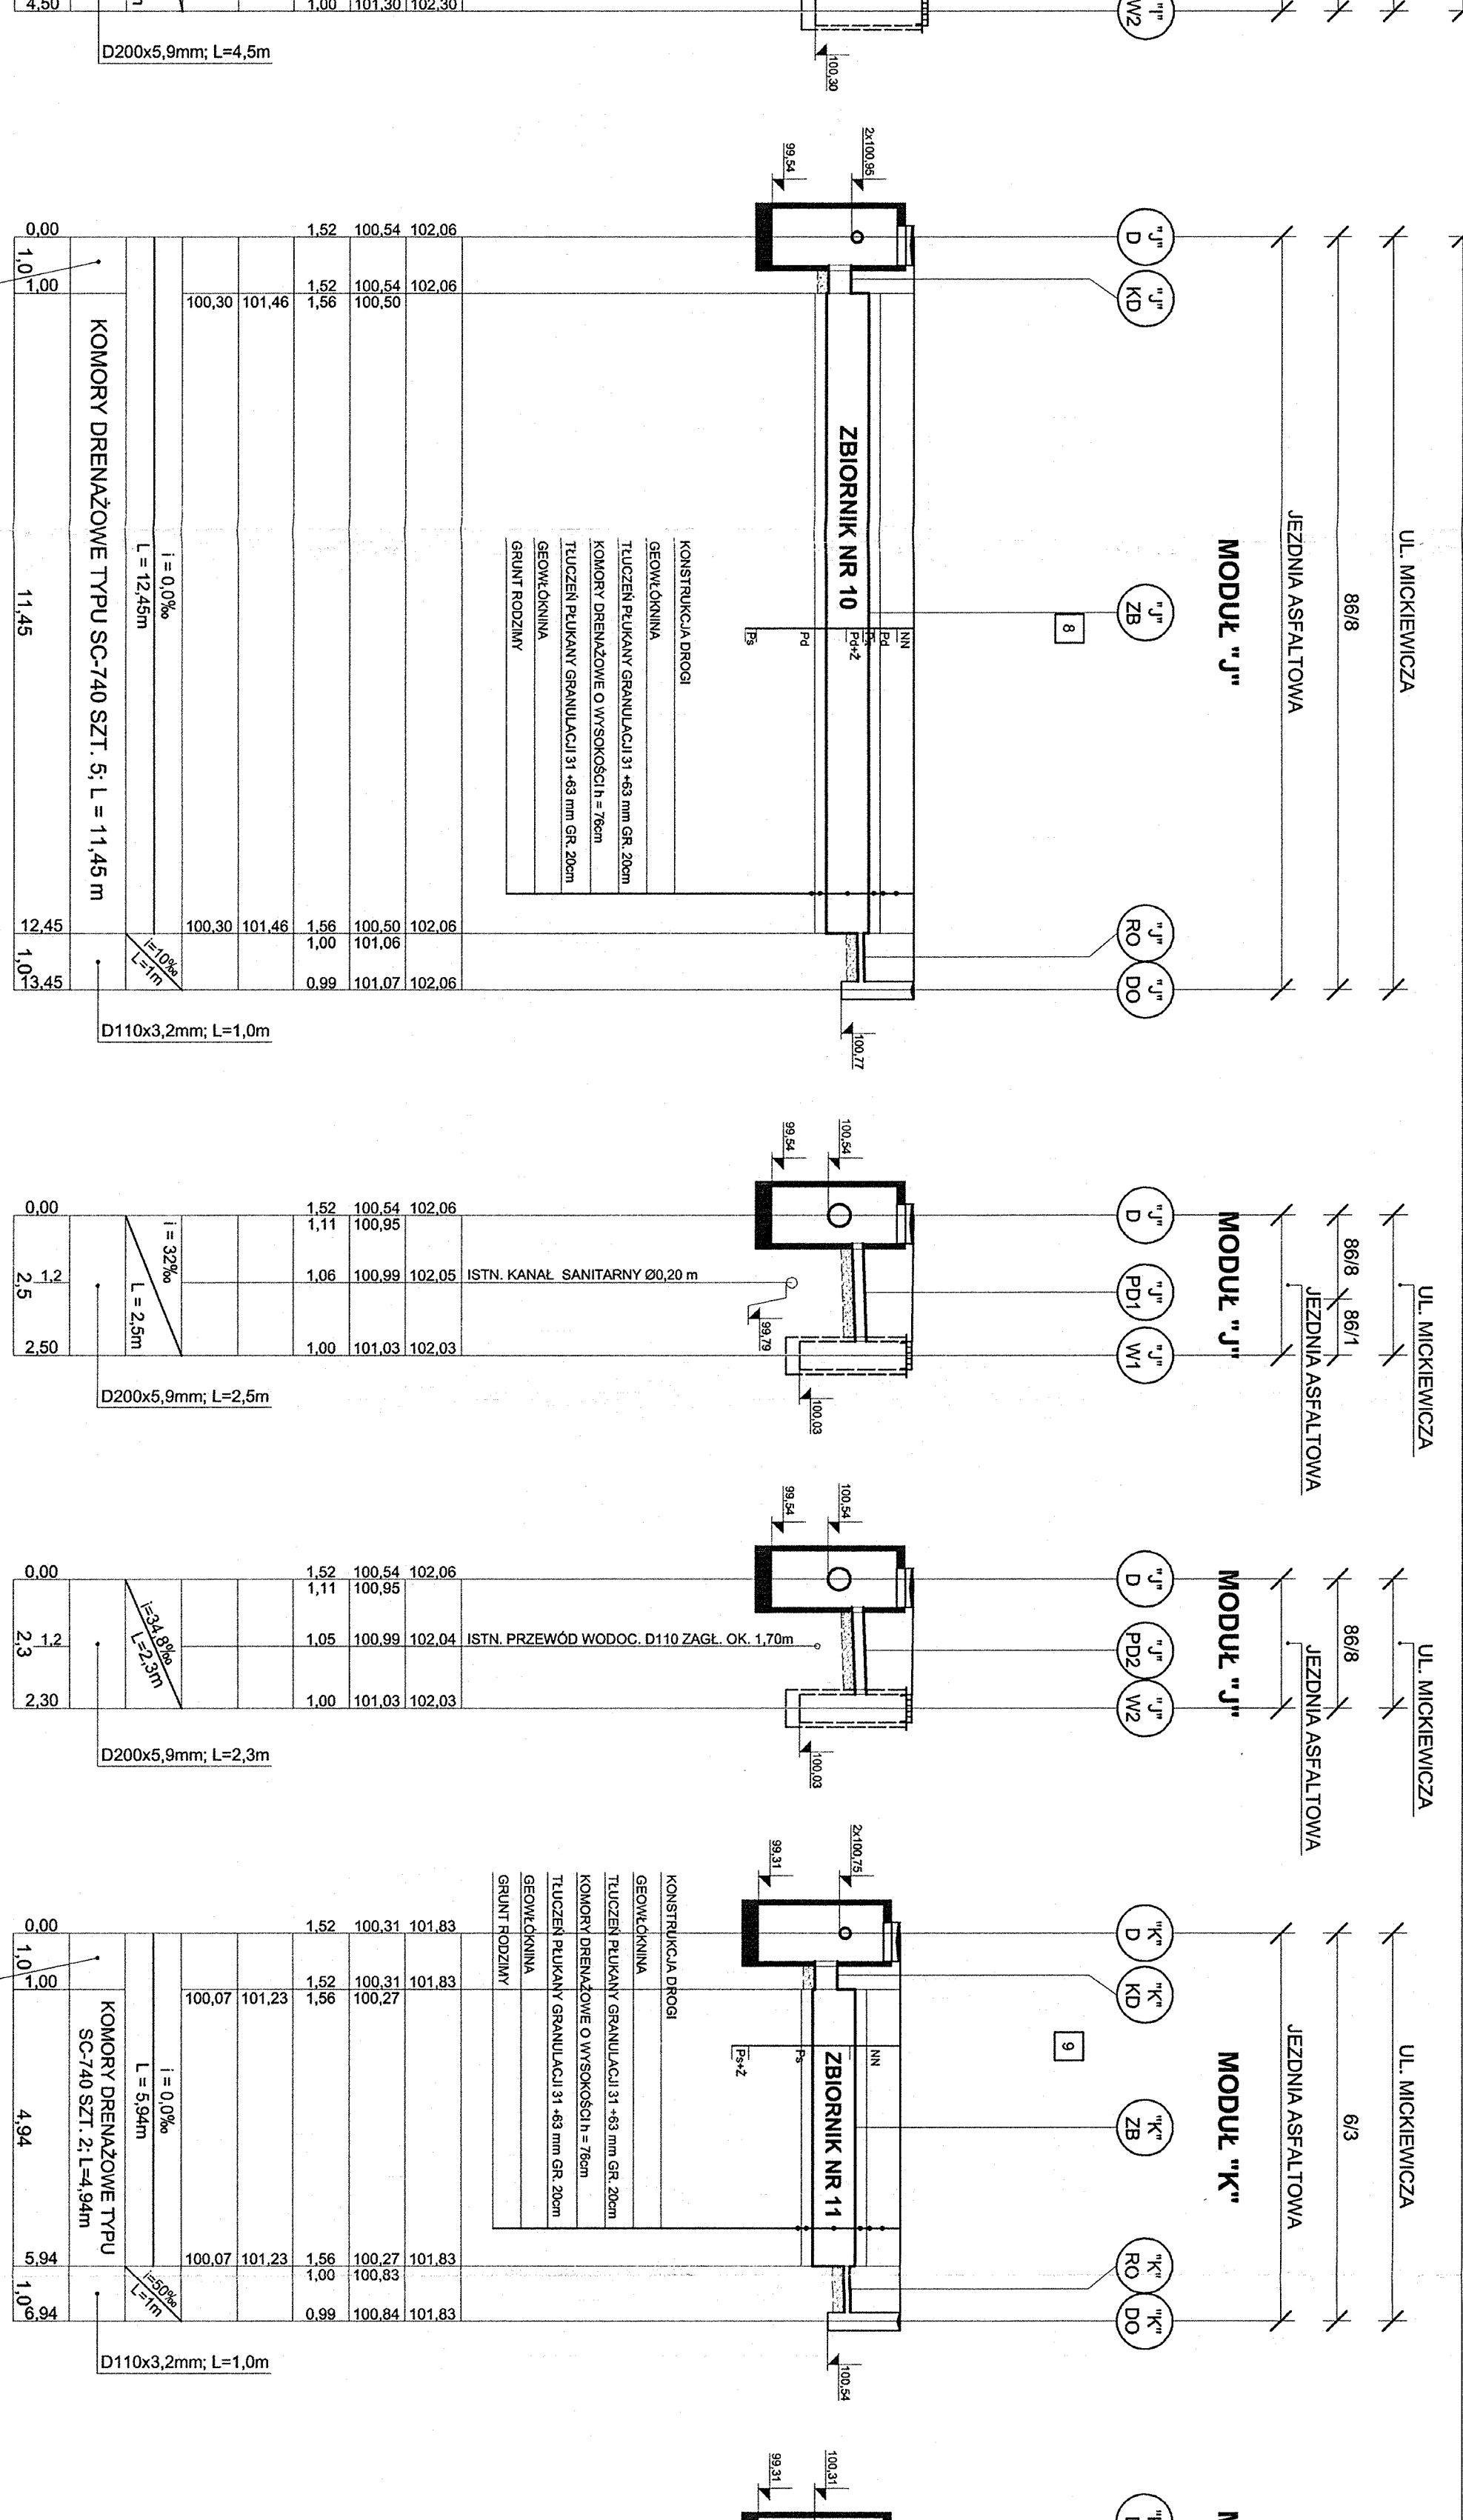 4,50
1,00 101,30 102,30
D200x5,9mm; L=4,5m
100,30
"I"
W2
UL. MICKIEWICZA
86/8
JEZDNIA ASFALTOWA
MODUŁ "J"
"J"
D
"J"
KD
"J"
ZB
"J"
RO
"J"
DO
8
2x100,95
99,54
ZBIORNIK NR 10
NN
Pd
Pd+Ż
Pd
Ps
100,77
KONSTRUKCJA DROGI
GEOWŁÓKNINA
TŁUCZEŃ PŁUKANY GRANULACJI 31 ÷63 mm GR. 20cm
KOMORY DRENAŻOWE O WYSOKOŚCI h = 76cm
TŁUCZEŃ PŁUKANY GRANULACJI 31 ÷63 mm GR. 20cm
GEOWŁÓKNINA
GRUNT RODZIMY
0,00 1,52 100,54 102,06
1,0
1,00 1,52 100,54 102,06
100,30 101,46 1,56 100,50
i = 0,0‰
L = 12,45m
KOMORY DRENAŻOWE TYPU SC-740 SZT. 5; L = 11,45 m
11,45
12,45 100,30 101,46 1,56 100,50 102,06
1,00 101,06
i=10‰
L=1m
1,0
13,45 0,99 101,07 102,06
D110x3,2mm; L=1,0m
UL. MICKIEWICZA
86/8 86/1
JEZDNIA ASFALTOWA
MODUŁ "J"
"J"
D
"J"
PD1
"J"
W1
100,54
99,54
99,79
100,03
0,00 1,52 100,54 102,06
1,11 100,95
1,2 1,06 100,99 102,05 ISTN. KANAŁ SANITARNY Ø0,20 m
i = 32‰
L = 2,5m
2,5
2,50 1,00 101,03 102,03
D200x5,9mm; L=2,5m
UL. MICKIEWICZA
86/8
JEZDNIA ASFALTOWA
MODUŁ "J"
"J"
D
"J"
PD2
"J"
W2
100,54
99,54
100,03
0,00 1,52 100,54 102,06
1,11 100,95
1,2 1,05 100,99 102,04 ISTN. PRZEWÓD WODOC. D110 ZAGŁ. OK. 1,70m
i=34,8‰
L=2,3m
2,3
2,30 1,00 101,03 102,03
D200x5,9mm; L=2,3m
UL. MICKIEWICZA
6/3
JEZDNIA ASFALTOWA
MODUŁ "K"
"K"
D
"K"
KD
"K"
ZB
"K"
RO
"K"
DO
9
2x100,75
99,31
ZBIORNIK NR 11
NN
Ps
Ps+Ż
100,54
KONSTRUKCJA DROGI
GEOWŁÓKNINA
TŁUCZEŃ PŁUKANY GRANULACJI 31 ÷63 mm GR. 20cm
KOMORY DRENAŻOWE O WYSOKOŚCI h = 76cm
TŁUCZEŃ PŁUKANY GRANULACJI 31 ÷63 mm GR. 20cm
GEOWŁÓKNINA
GRUNT RODZIMY
0,00 1,52 100,31 101,83
1,0
1,00 1,52 100,31 101,83
100,07 101,23 1,56 100,27
i = 0,0‰
L = 5,94m
KOMORY DRENAŻOWE TYPU
SC-740 SZT. 2; L=4,94m
4,94
5,94 100,07 101,23 1,56 100,27 101,83
1,00 100,83
i=50‰
L=1m
1,0
6,94 0,99 100,84 101,83
D110x3,2mm; L=1,0m
100,31
99,31